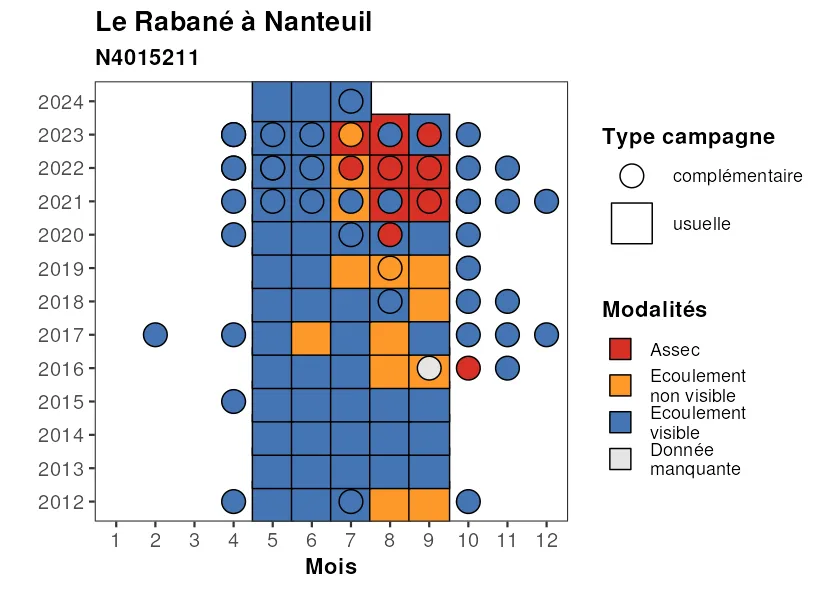 Le Rabané à Nanteuil
N4015211
2024
2023
2022
2021
2020
2019
2018
2017
2016
2015
2014
2013
2012
1 2 3 4 5 6 7 8 9 10 11 12
Mois
Type campagne
complémentaire
usuelle
Modalités
Assec
Ecoulement
non visible
Ecoulement
visible
Donnée
manquante